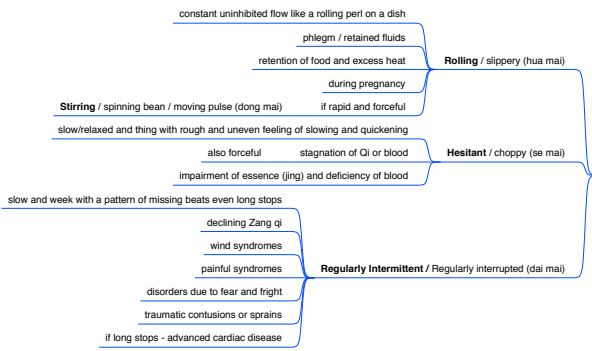 constant uninhibited flow like a rolling perl on a dish
phlegm / retained fluids
retention of food and excess heat
Rolling / slippery (hua mai)
during pregnancy
Stirring / spinning bean / moving pulse (dong mai)
if rapid and forceful
slow/relaxed and thing with rough and uneven feeling of slowing and quickening
also forceful
stagnation of Qi or blood
Hesitant / choppy (se mai)
impairment of essence (jing) and deficiency of blood
slow and week with a pattern of missing beats even long stops
declining Zang qi
wind syndromes
painful syndromes
Regularly Intermittent / Regularly interrupted (dai mai)
disorders due to fear and fright
traumatic contusions or sprains
if long stops - advanced cardiac disease